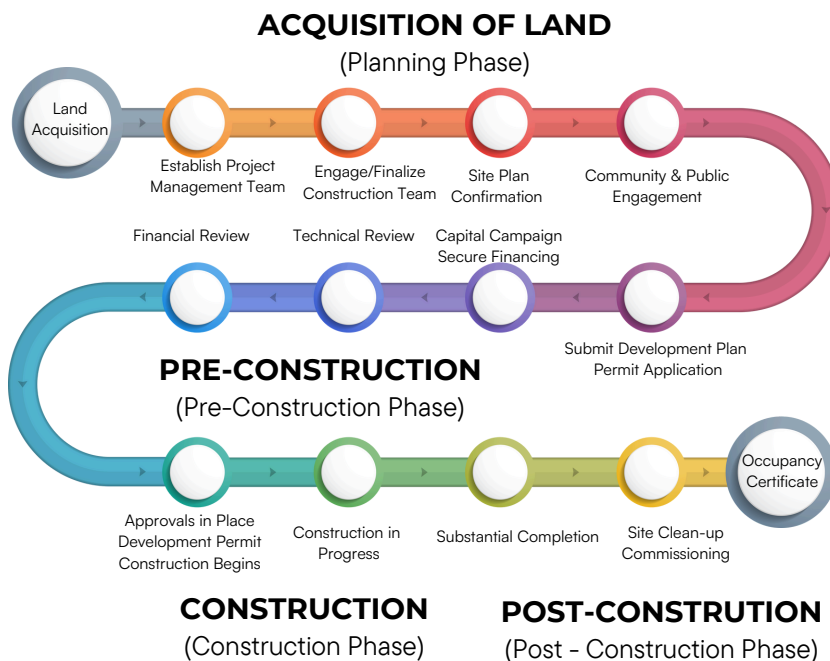 ACQUISITION OF LAND
(Planning Phase)
Land
Acquisition
Establish Project
Management Team
Engage/Finalize
Construction Team
Site Plan
Confirmation
Community & Public
Engagement
Financial Review
Technical Review
Capital Campaign
Secure Financing
Submit Development Plan
Permit Application
PRE-CONSTRUCTION
(Pre-Construction Phase)
Occupancy
Certificate
Approvals in Place
Development Permit
Construction Begins
Construction in
Progress
Substantial Completion
Site Clean-up
Commissioning
CONSTRUCTION
(Construction Phase)
POST-CONSTRUTION
(Post - Construction Phase)